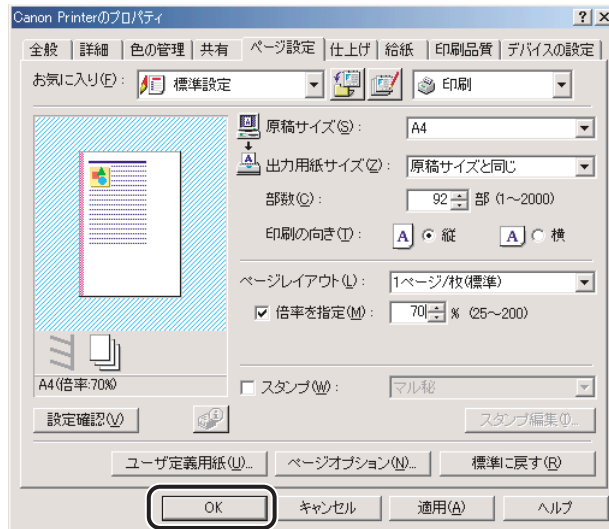 Canon Printerのプロパティ
全般 詳細 色の管理 共有 ページ設定 仕上げ 給紙 印刷品質 デバイスの設定
お気に入り(F): 標準設定 印刷
原稿サイズ(S): A4
出力用紙サイズ(Z): 原稿サイズと同じ
部数(C): 92 部 (1～2000)
印刷の向き(T): A 縦 A 横
ページレイアウト(L): 1ページ/枚(標準)
倍率を指定(M): 70 % (25～200)
A4(倍率:70%)
スタンプ(W): マル秘
設定確認(V) スタンプ編集(I)...
ユーザ定義用紙(U)... ページオプション(N)... 標準に戻す(R)
OK キャンセル 適用(A) ヘルプ